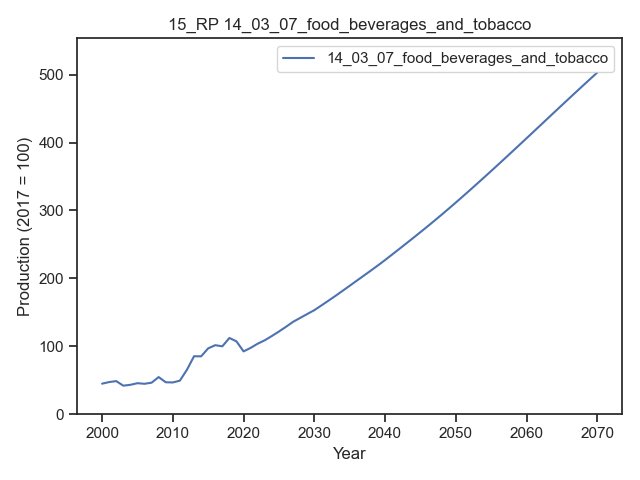 15_RP 14_03_07_food_beverages_and_tobacco
14_03_07_food_beverages_and_tobacco
Production (2017 = 100)
500
400
300
200
100
0
2000 2010 2020 2030 2040 2050 2060 2070
Year